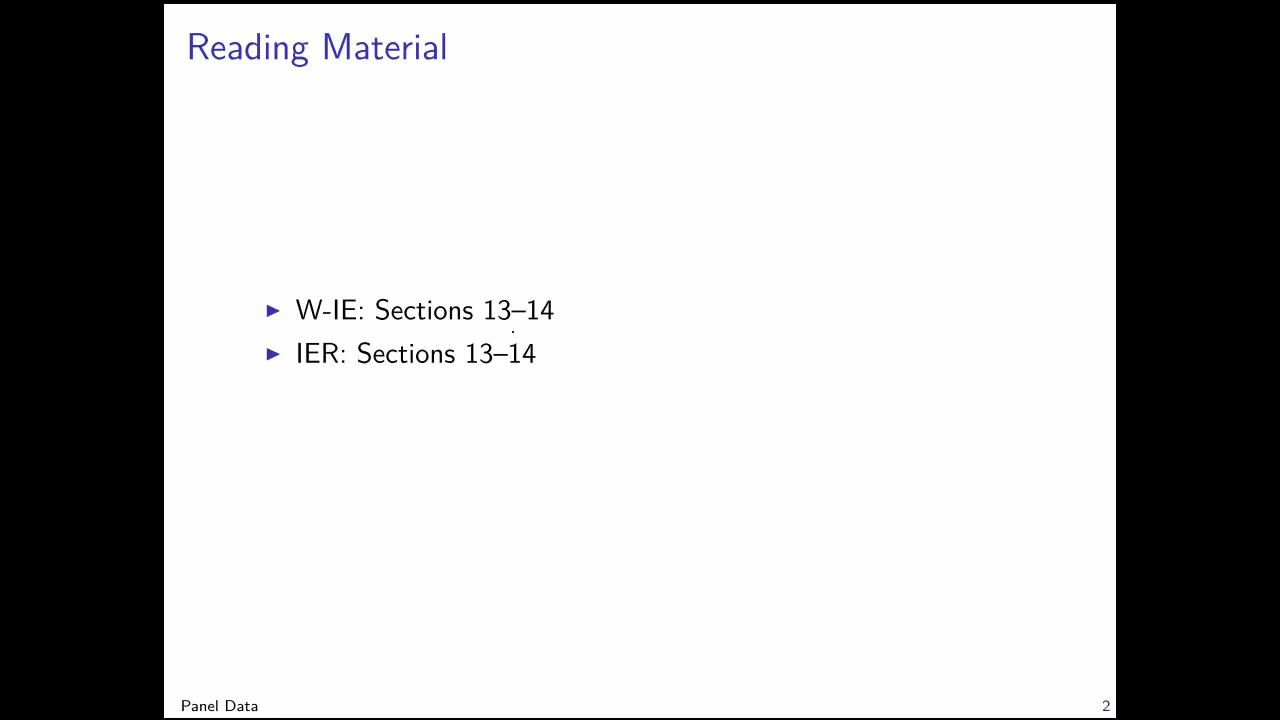 Reading Material
▶ W-IE: Sections 13–14
▶ IER: Sections 13–14
Panel Data 2